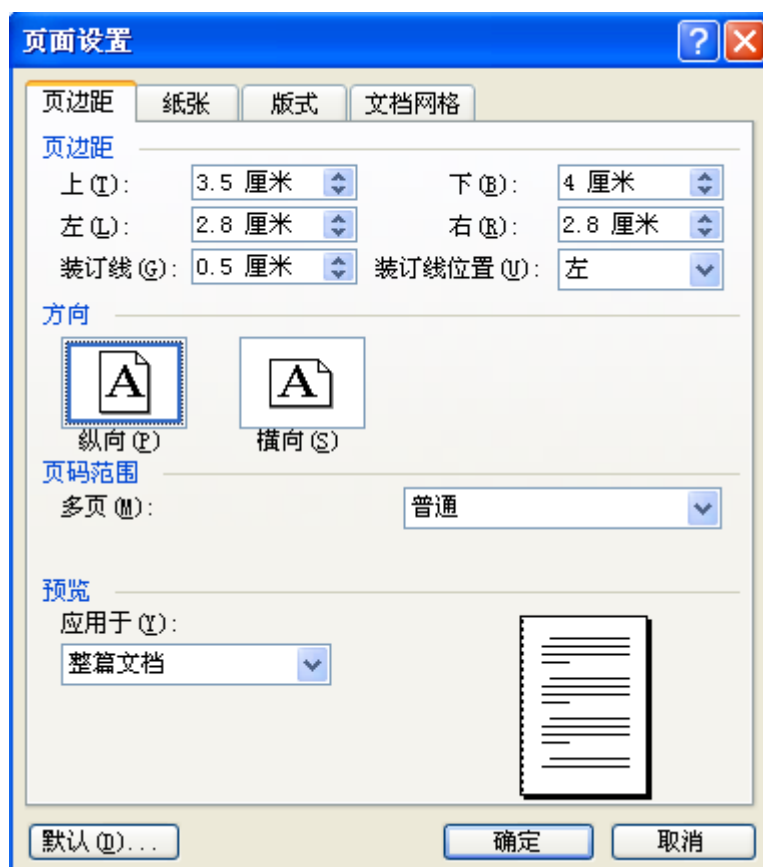 页面设置
页边距 纸张 版式 文档网格
页边距
上(T): 3.5 厘米 下(B): 4 厘米
左(L): 2.8 厘米 右(R): 2.8 厘米
装订线(G): 0.5 厘米 装订线位置(U): 左
方向
A A
纵向(P) 横向(S)
页码范围
多页(M): 普通
预览
应用于(Y):
整篇文档
默认(D)... 确定 取消